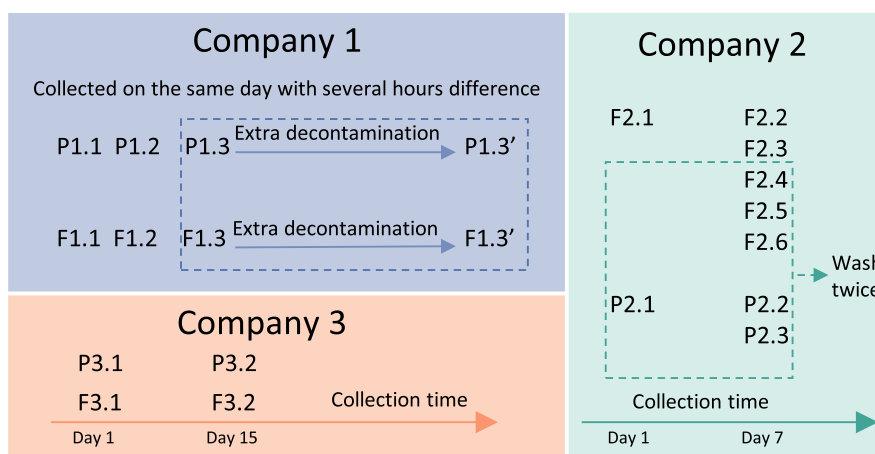 Company 1
Collected on the same day with several hours difference
P1.1 P1.2 P1.3 Extra decontamination P1.3’
F1.1 F1.2 F1.3 Extra decontamination F1.3’
Company 3
P3.1 P3.2
F3.1 F3.2 Collection time
Day 1 Day 15
Company 2
F2.1 F2.2
F2.3
F2.4
F2.5
F2.6
Wash
twice
P2.1 P2.2
P2.3
Collection time
Day 1 Day 7